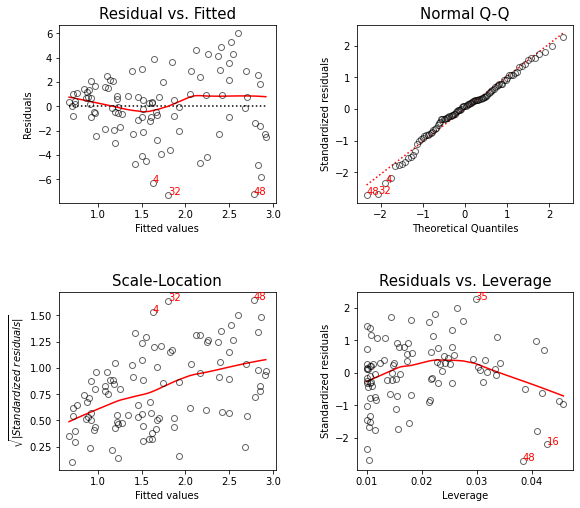 Residual vs. Fitted
Residuals
6
4
2
0
−2
−4
−6
4
32
48
1.0 1.5 2.0 2.5 3.0
Fitted values
Normal Q-Q
Standardized residuals
2
1
0
−1
−2
48
32
4
−2 −1 0 1 2
Theoretical Quantiles
Scale-Location
√|Standardized residuals|
1.50
1.25
1.00
0.75
0.50
0.25
4
32
48
1.0 1.5 2.0 2.5 3.0
Fitted values
Residuals vs. Leverage
Standardized residuals
2
1
0
−1
−2
35
16
48
0.01 0.02 0.03 0.04
Leverage